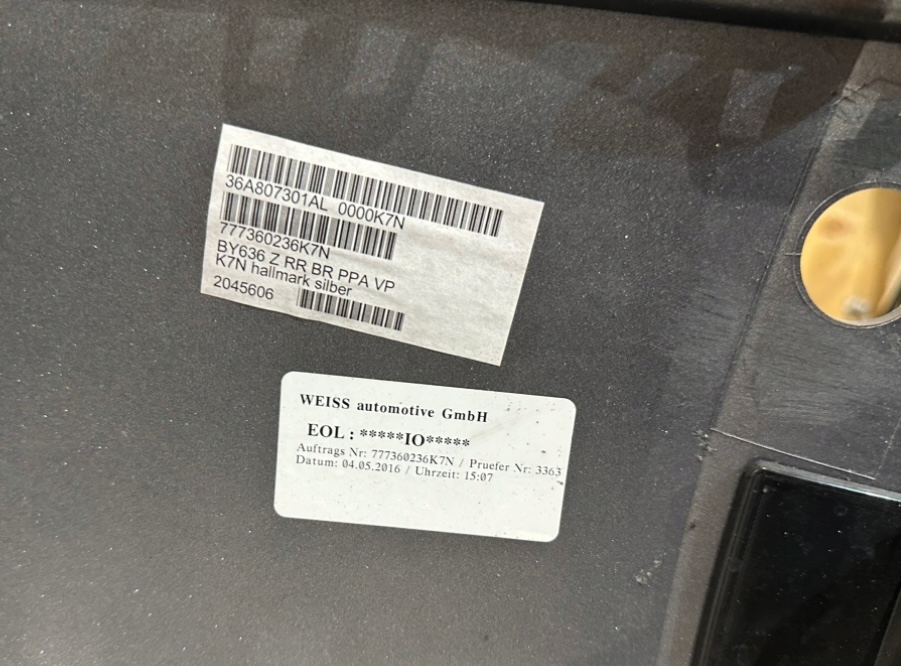 36A807301AL 0000K7N
777360236K7N
BY636 Z RR BR PPA VP
K7N hallmark silber
2045606
WEISS automotive GmbH
EOL : *****IO*****
Auftrags Nr: 777360236K7N / Pruefer Nr: 3363
Datum: 04.05.2016 / Uhrzeit: 15:07